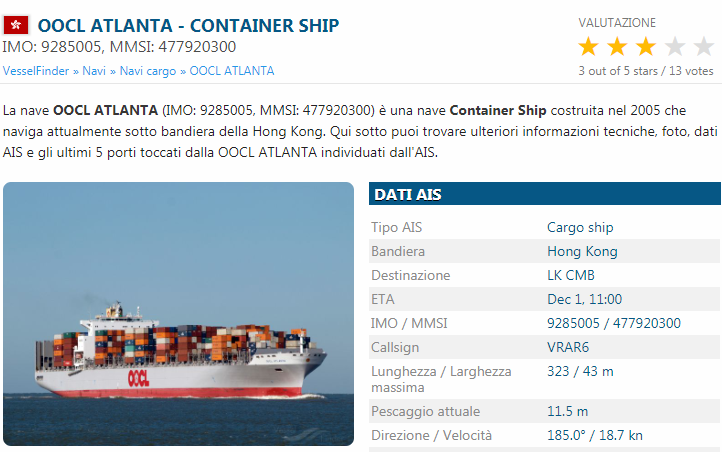 OOCL ATLANTA - CONTAINER SHIP
IMO: 9285005, MMSI: 477920300
VesselFinder » Navi » Navi cargo » OOCL ATLANTA
VALUTAZIONE
3 out of 5 stars / 13 votes
La nave OOCL ATLANTA (IMO: 9285005, MMSI: 477920300) è una nave Container Ship costruita nel 2005 che
naviga attualmente sotto bandiera della Hong Kong. Qui sotto puoi trovare ulteriori informazioni tecniche, foto, dati
AIS e gli ultimi 5 porti toccati dalla OOCL ATLANTA individuati dall'AIS.
OOCL
DATI AIS
Tipo AIS Cargo ship
Bandiera Hong Kong
Destinazione LK CMB
ETA Dec 1, 11:00
IMO / MMSI 9285005 / 477920300
Callsign VRAR6
Lunghezza / Larghezza 323 / 43 m
massima
Pescaggio attuale 11.5 m
Direzione / Velocità 185.0° / 18.7 kn